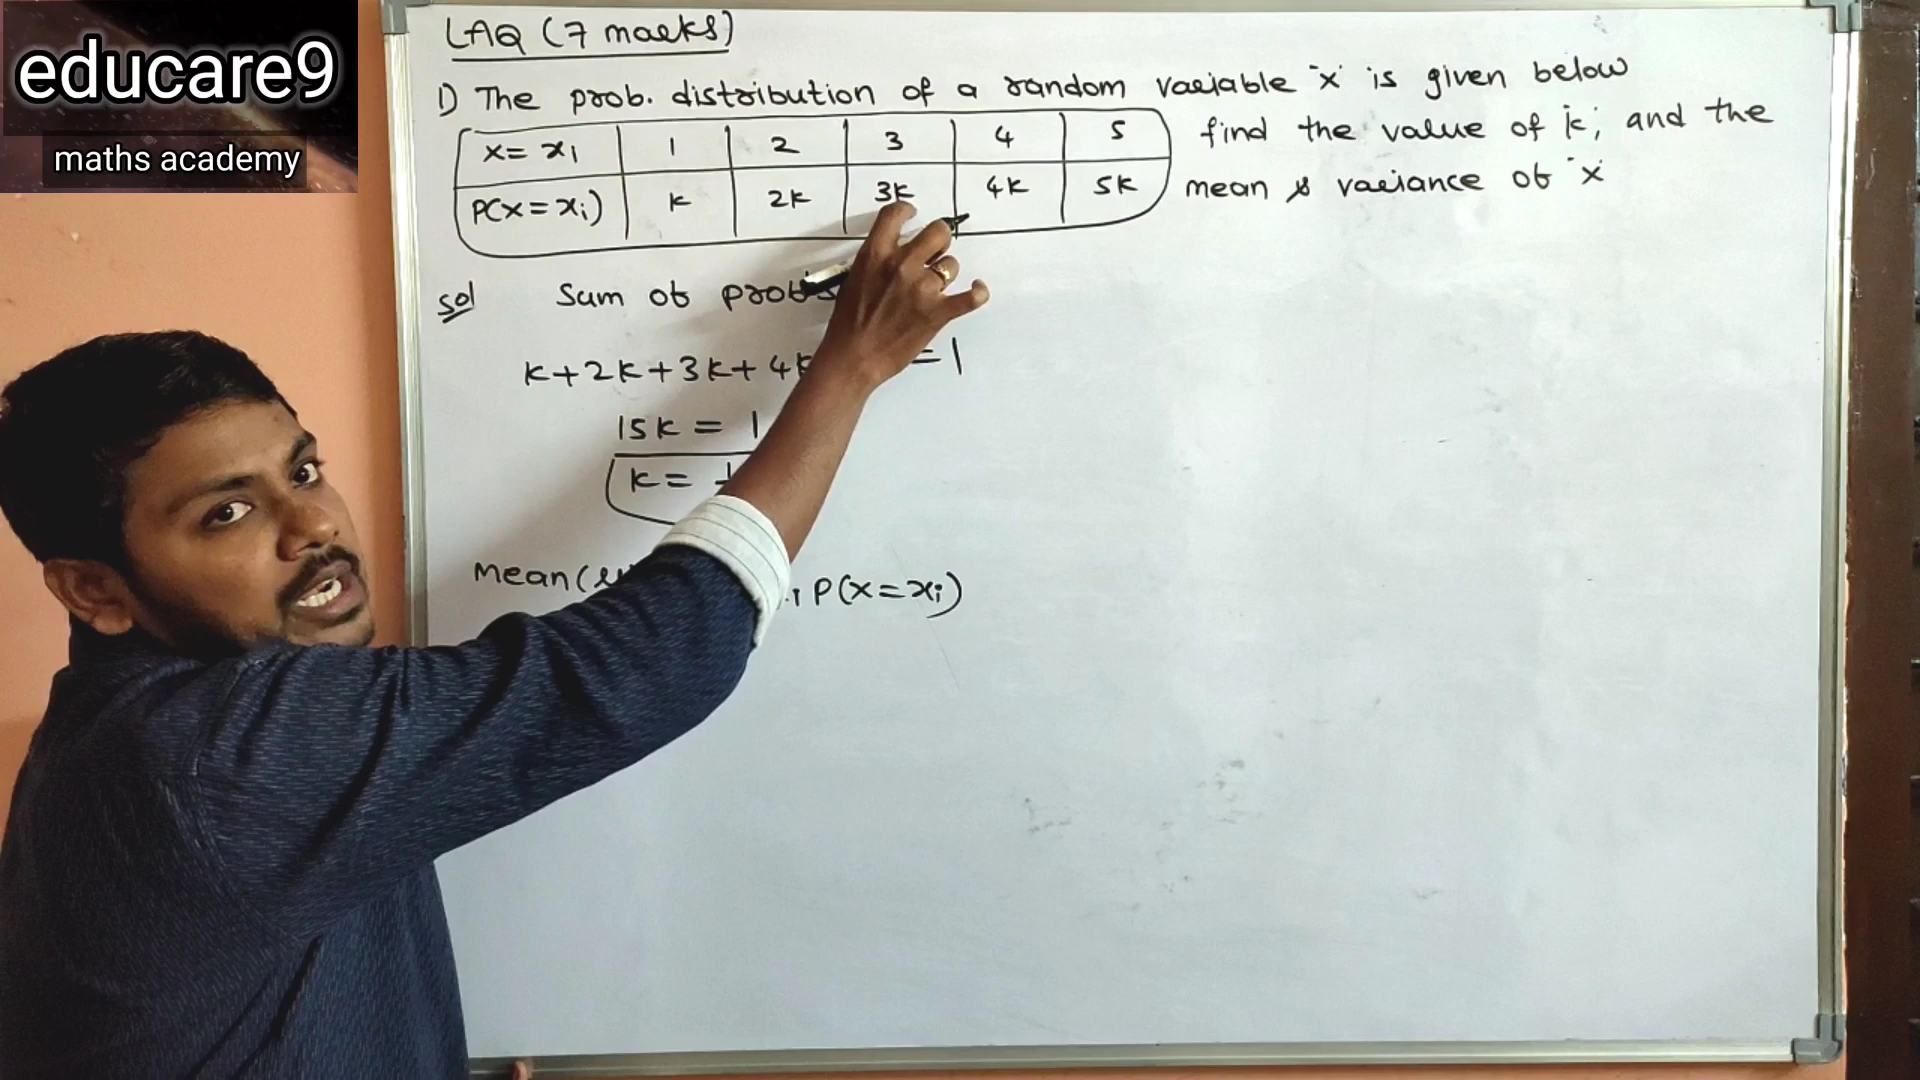 educare9
maths academy
LAQ (7 marks)
1) The prob. distribution of a random variable 'x' is given below
find the value of k; and the
mean & variance of 'x'
x= xi 1 2 3 4 5
P(x=xi) k 2k 3k 4k 5k
sol Sum of probs
k+2k+3k+4k =1
15k = 1
k=
Mean( P(x=xi)